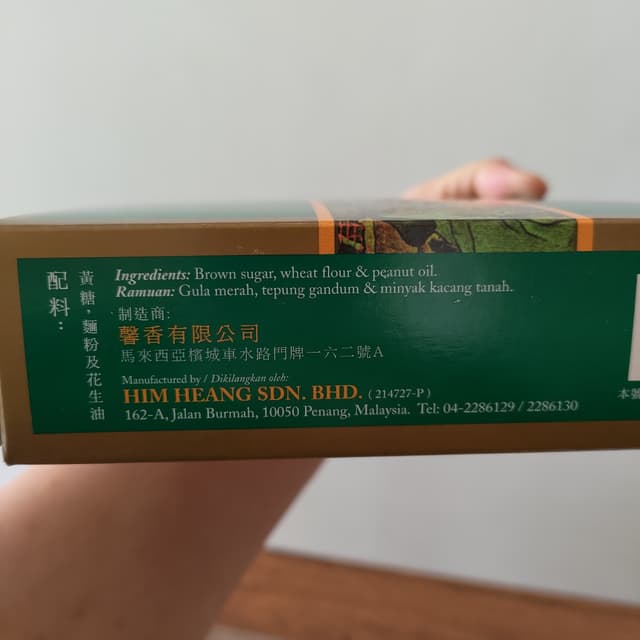 配料：
黃糖，麵粉及花生油
Ingredients: Brown sugar, wheat flour & peanut oil.
Ramuan: Gula merah, tepung gandum & minyak kacang tanah.
制造商:
馨香有限公司
馬來西亞檳城車水路門牌一六二號A
Manufactured by / Dikilangkan oleh:
HIM HEANG SDN. BHD. ( 214727-P )
162-A, Jalan Burmah, 10050 Penang, Malaysia. Tel: 04-2286129 / 2286130
本號